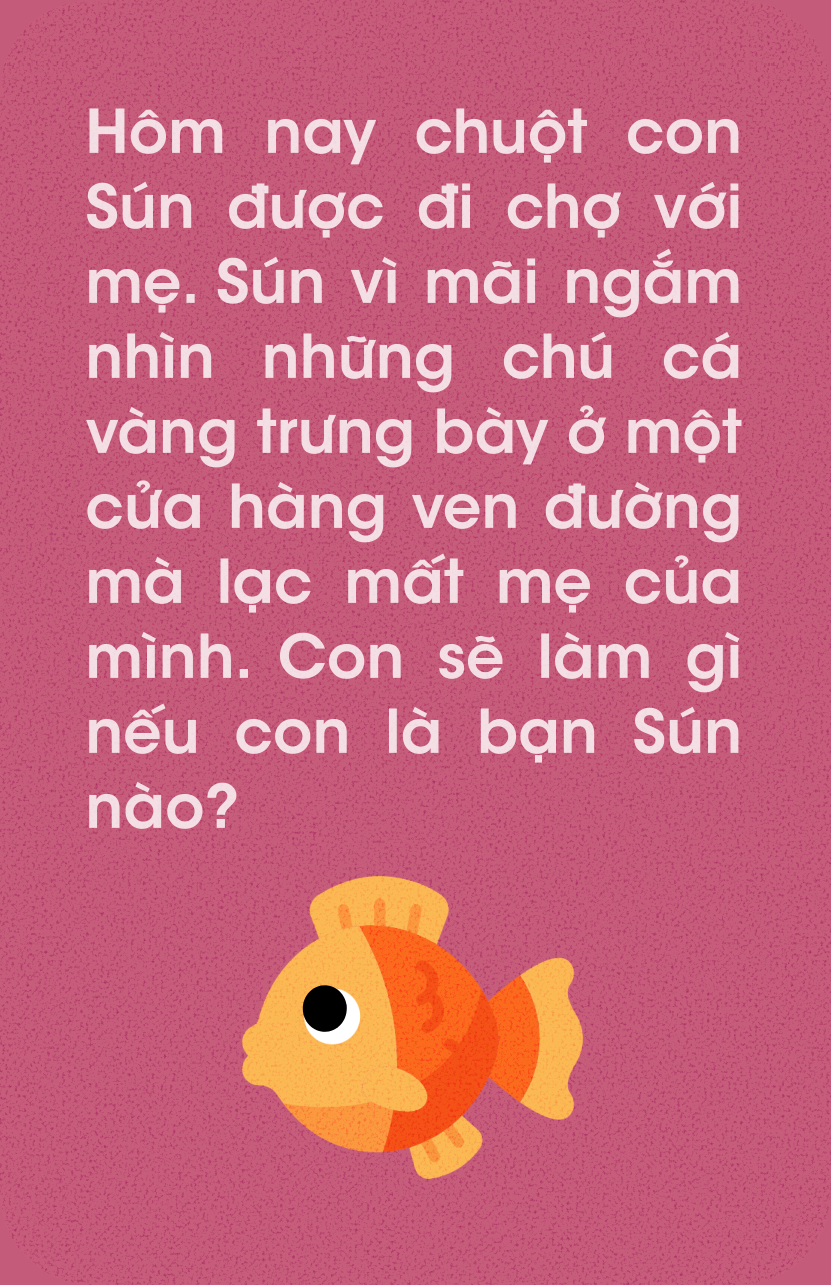 Hôm nay chuột con
Sún được đi chợ với
mẹ. Sún vì mãi ngắm
nhìn những chú cá
vàng trưng bày ở một
cửa hàng ven đường
mà lạc mất mẹ của
mình. Con sẽ làm gì
nếu con là bạn Sún
nào?